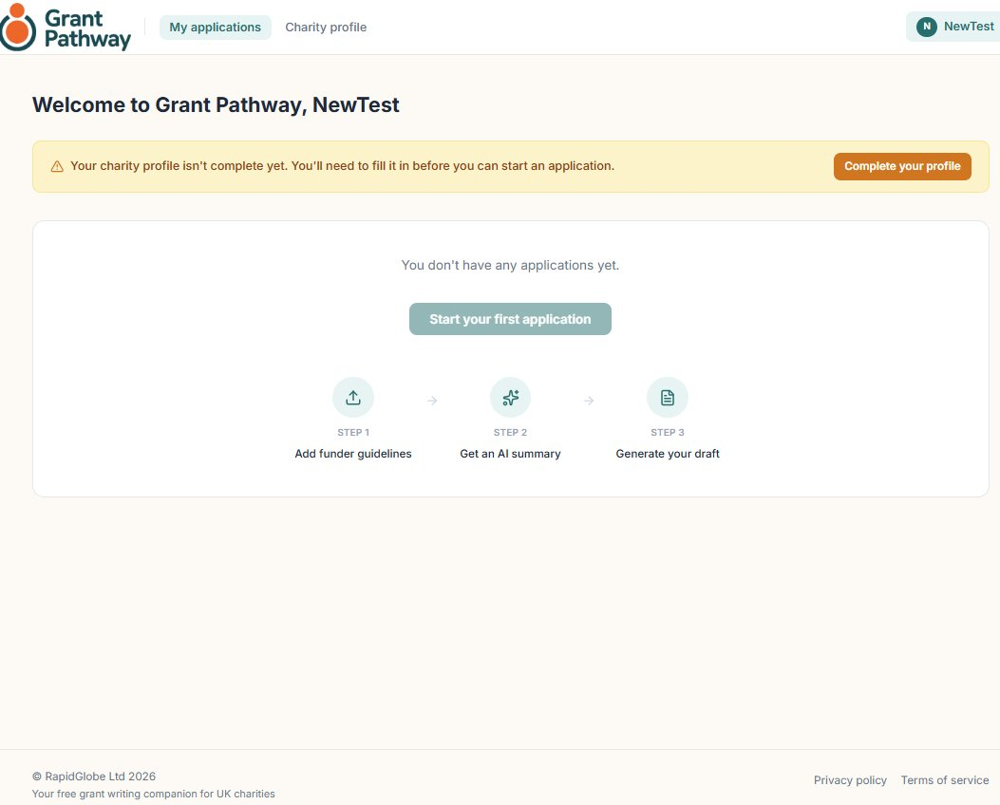 Grant
Pathway
My applications
Charity profile
N
NewTest
Welcome to Grant Pathway, NewTest
Your charity profile isn't complete yet. You'll need to fill it in before you can start an application.
Complete your profile
You don't have any applications yet.
Start your first application
STEP 1
STEP 2
STEP 3
Add funder guidelines
Get an AI summary
Generate your draft
© RapidGlobe Ltd 2026
Your free grant writing companion for UK charities
Privacy policy
Terms of service